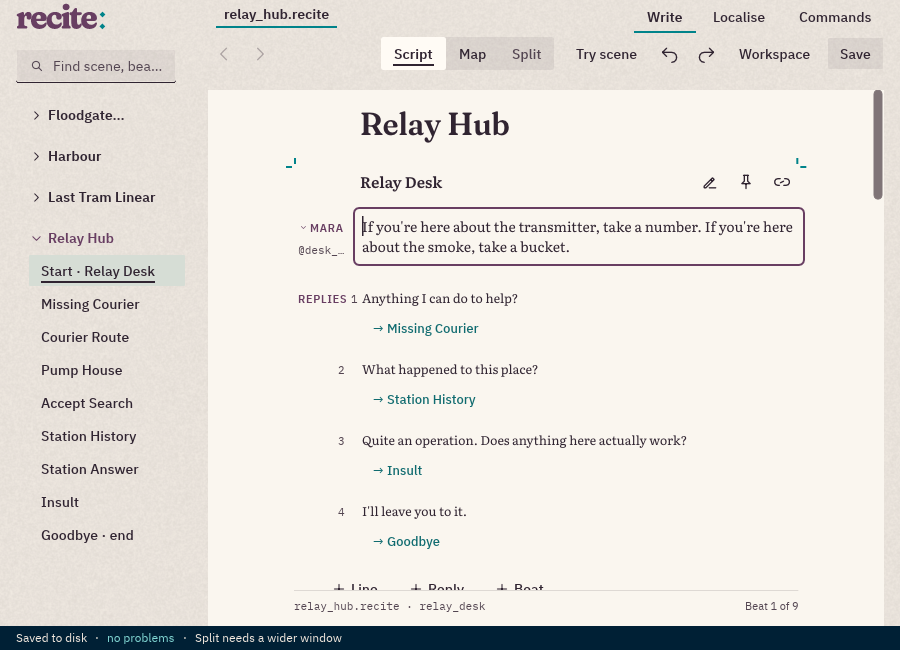 recite:
relay_hub.recite
Write
Localise
Commands
Find scene, bea...
Script
Map
Split
Try scene
Workspace
Save
Floodgate...
Harbour
Last Tram Linear
Relay Hub
Start · Relay Desk
Missing Courier
Courier Route
Pump House
Accept Search
Station History
Station Answer
Insult
Goodbye · end
Relay Hub
Relay Desk
MARA
@desk_…
If you're here about the transmitter, take a number. If you're here
about the smoke, take a bucket.
REPLIES 1 Anything I can do to help?
→ Missing Courier
2 What happened to this place?
→ Station History
3 Quite an operation. Does anything here actually work?
→ Insult
4 I'll leave you to it.
→ Goodbye
+ Line + Reply + Beat
relay_hub.recite · relay_desk
Beat 1 of 9
Saved to disk · no problems · Split needs a wider window